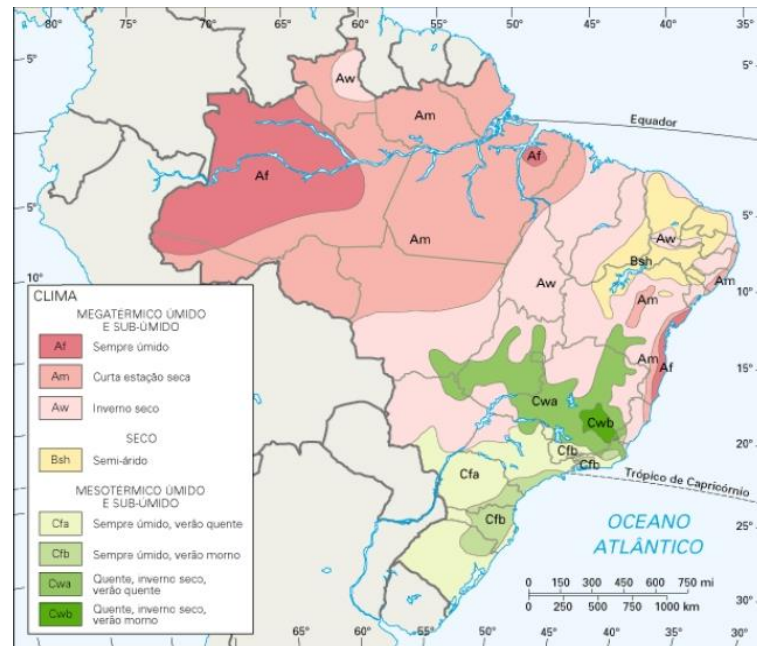 80° 75° 70° 65° 60° 55° 50° 45° 40° 35°
5°
5°
Aw
Am
Equador
Af
Af
5°
5°
Am
Aw
Bsh
Am
10°
Aw
10°
Am
CLIMA
MEGATERMICO ÚMIDO
E SUB-ÚMIDO
Af Sempre úmido
Am Curta estação seca
Aw Inverno seco
SECO
Bsh Semi-árido
MESOTÉRMICO ÚMIDO
E SUB-ÚMIDO
Cfa Sempre úmido, verão quente
Cfb Sempre úmido, verão morno
Cwa Quente, inverno seco,
verão quente
Cwb Quente, inverno seco,
verão morno
Am
Af
15°
Cwa
Cwb
20°
Cfb
Cfb
Trópico de Capricórnio
Cfa
Cfb
OCEANO
ATLÂNTICO
25°
0 150 300 450 600 750 mi
0 250 500 750 1000 km
30°
65° 60° 55° 50° 45° 40°